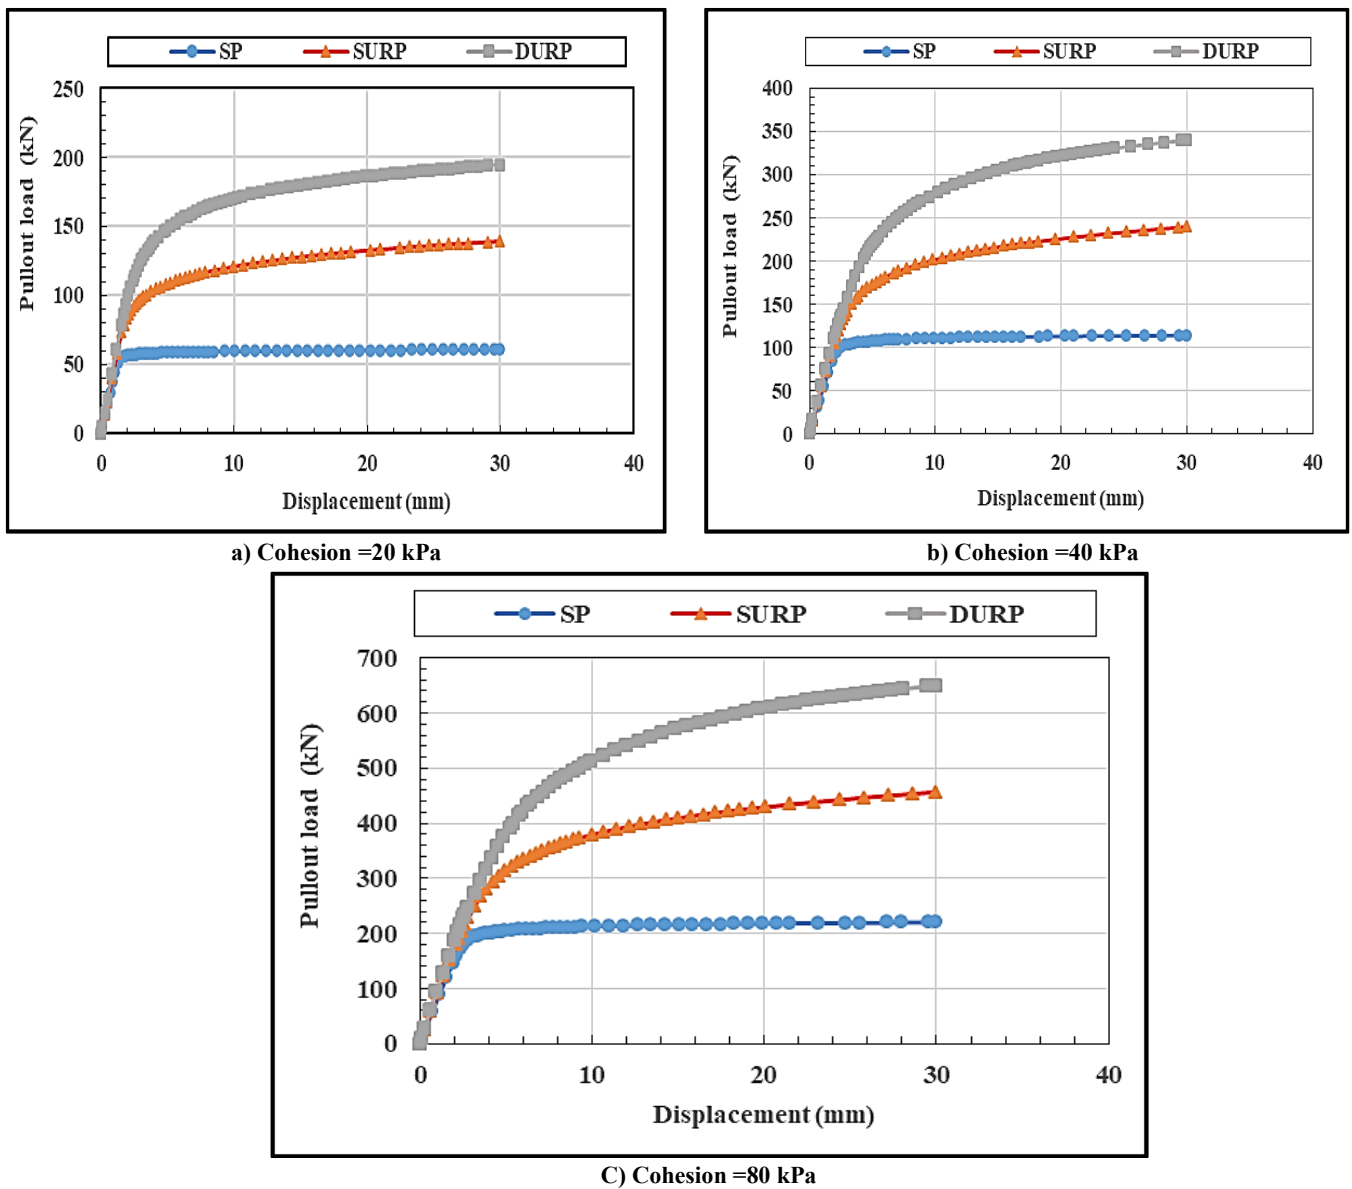 SP SURP DURP
250
200
150
100
50
0
Pullout load (kN)
0 10 20 30 40
Displacement (mm)
a) Cohesion =20 kPa
SP SURP DURP
400
350
300
250
200
150
100
50
0
Pullout load (kN)
0 10 20 30 40
Displacement (mm)
b) Cohesion =40 kPa
SP SURP DURP
700
600
500
400
300
200
100
0
Pullout load (kN)
0 10 20 30 40
Displacement (mm)
C) Cohesion =80 kPa